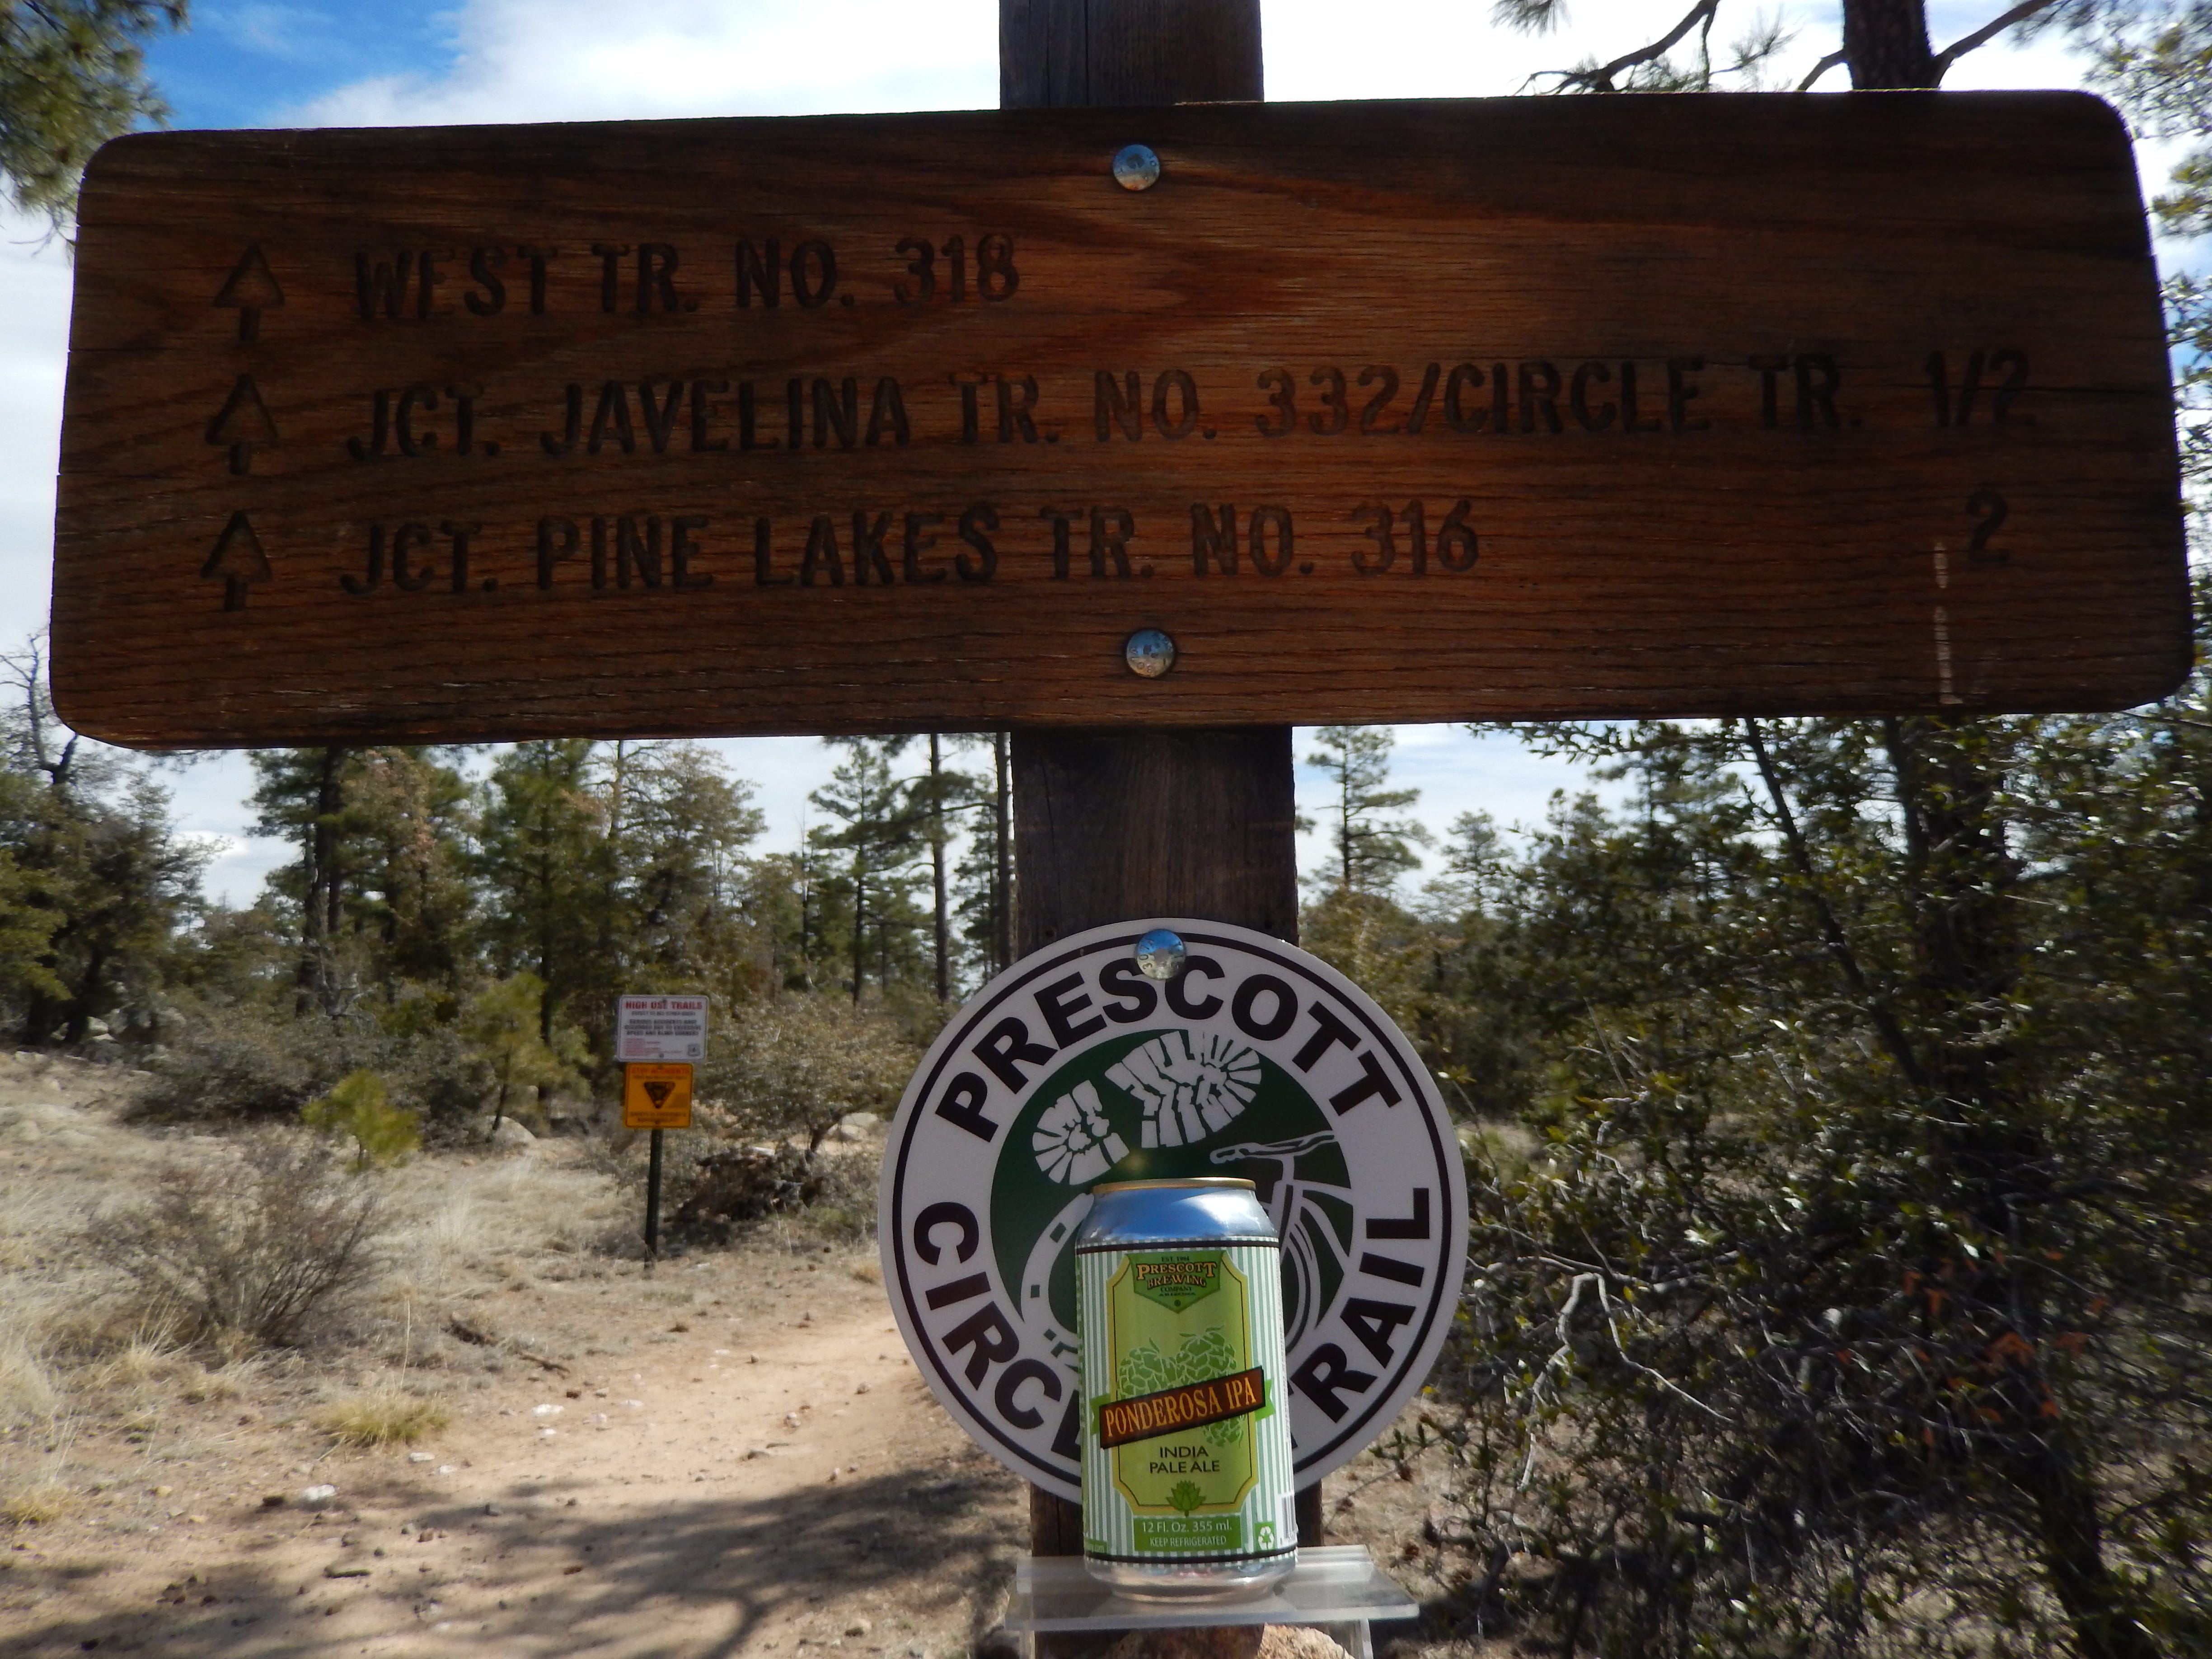 WEST TR. NO. 318
JCT. JAVELINA TR. NO. 332/CIRCLE TR. 1/2
JCT. PINE LAKES TR. NO. 316 2
HIGH USE TRAILS
PRESCOTT
CIRCLE TRAIL
EST. 1994
PRESCOTT
BREWING
COMPANY
PONDEROSA IPA
INDIA
PALE ALE
12 Fl. Oz. 355 ml.
KEEP REFRIGERATED